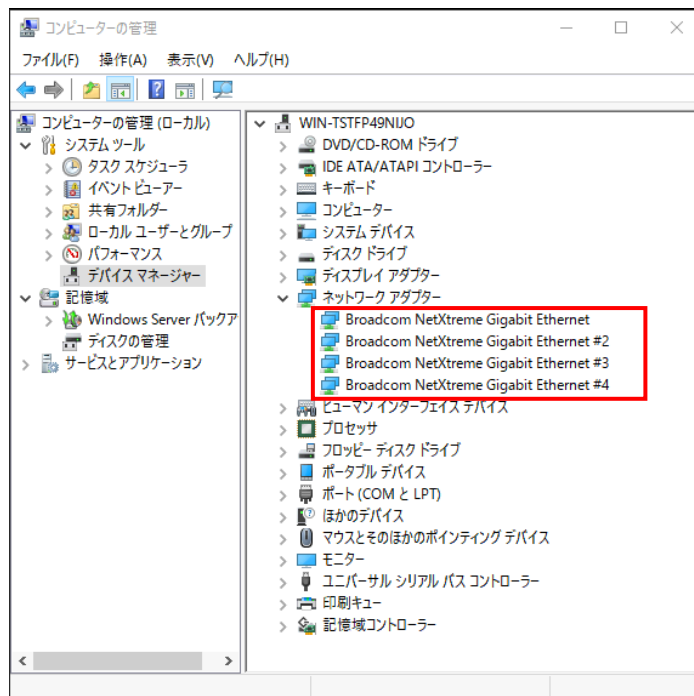 コンピューターの管理
ファイル(F) 操作(A) 表示(V) ヘルプ(H)
コンピューターの管理 (ローカル)
システム ツール
タスク スケジューラ
イベント ビューアー
共有フォルダー
ローカル ユーザーとグループ
パフォーマンス
デバイス マネージャー
記憶域
Windows Server バックア
ディスクの管理
サービスとアプリケーション
WIN-TSTFP49NIJO
DVD/CD-ROM ドライブ
IDE ATA/ATAPI コントローラー
キーボード
コンピューター
システム デバイス
ディスク ドライブ
ディスプレイ アダプター
ネットワーク アダプター
Broadcom NetXtreme Gigabit Ethernet
Broadcom NetXtreme Gigabit Ethernet #2
Broadcom NetXtreme Gigabit Ethernet #3
Broadcom NetXtreme Gigabit Ethernet #4
ヒューマン インターフェイス デバイス
プロセッサ
フロッピー ディスク ドライブ
ポータブル デバイス
ポート (COM と LPT)
ほかのデバイス
マウスとそのほかのポインティング デバイス
モニター
ユニバーサル シリアル バス コントローラー
印刷キュー
記憶域コントローラー